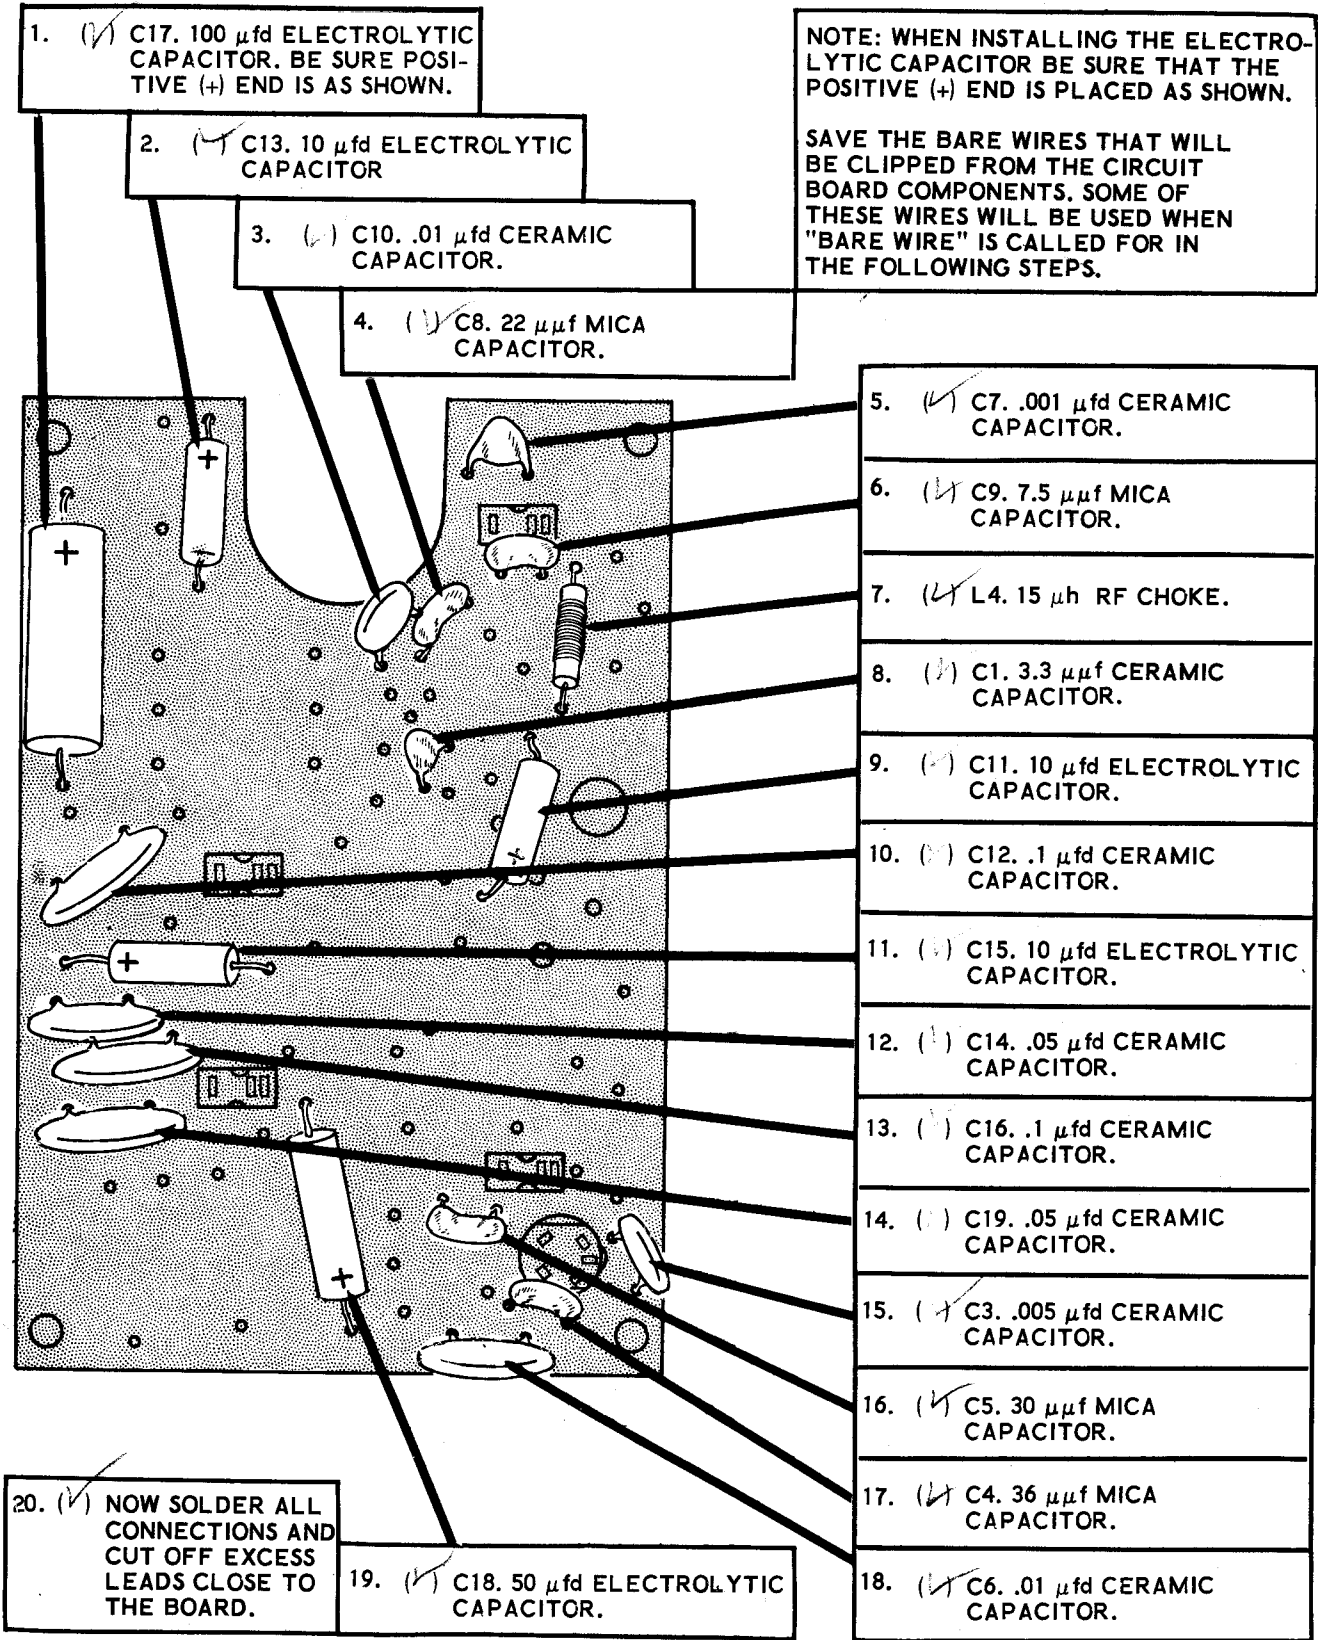 1. (✓) C17. 100 μfd ELECTROLYTIC
CAPACITOR. BE SURE POSI-
TIVE (+) END IS AS SHOWN.
2. (✓) C13. 10 μfd ELECTROLYTIC
CAPACITOR
3. (✓) C10. .01 μfd CERAMIC
CAPACITOR.
4. (✓) C8. 22 μμf MICA
CAPACITOR.
NOTE: WHEN INSTALLING THE ELECTRO-
LYTIC CAPACITOR BE SURE THAT THE
POSITIVE (+) END IS PLACED AS SHOWN.
SAVE THE BARE WIRES THAT WILL
BE CLIPPED FROM THE CIRCUIT
BOARD COMPONENTS. SOME OF
THESE WIRES WILL BE USED WHEN
"BARE WIRE" IS CALLED FOR IN
THE FOLLOWING STEPS.
5. (✓) C7. .001 μfd CERAMIC
CAPACITOR.
6. (✓) C9. 7.5 μμf MICA
CAPACITOR.
7. (✓) L4. 15 μh RF CHOKE.
8. (✓) C1. 3.3 μμf CERAMIC
CAPACITOR.
9. (✓) C11. 10 μfd ELECTROLYTIC
CAPACITOR.
10. (✓) C12. .1 μfd CERAMIC
CAPACITOR.
11. (✓) C15. 10 μfd ELECTROLYTIC
CAPACITOR.
12. (✓) C14. .05 μfd CERAMIC
CAPACITOR.
13. (✓) C16. .1 μfd CERAMIC
CAPACITOR.
14. (✓) C19. .05 μfd CERAMIC
CAPACITOR.
15. (✓) C3. .005 μfd CERAMIC
CAPACITOR.
16. (✓) C5. 30 μμf MICA
CAPACITOR.
17. (✓) C4. 36 μμf MICA
CAPACITOR.
18. (✓) C6. .01 μfd CERAMIC
CAPACITOR.
19. (✓) C18. 50 μfd ELECTROLYTIC
CAPACITOR.
20. (✓) NOW SOLDER ALL
CONNECTIONS AND
CUT OFF EXCESS
LEADS CLOSE TO
THE BOARD.
+
+
−
+
+
+